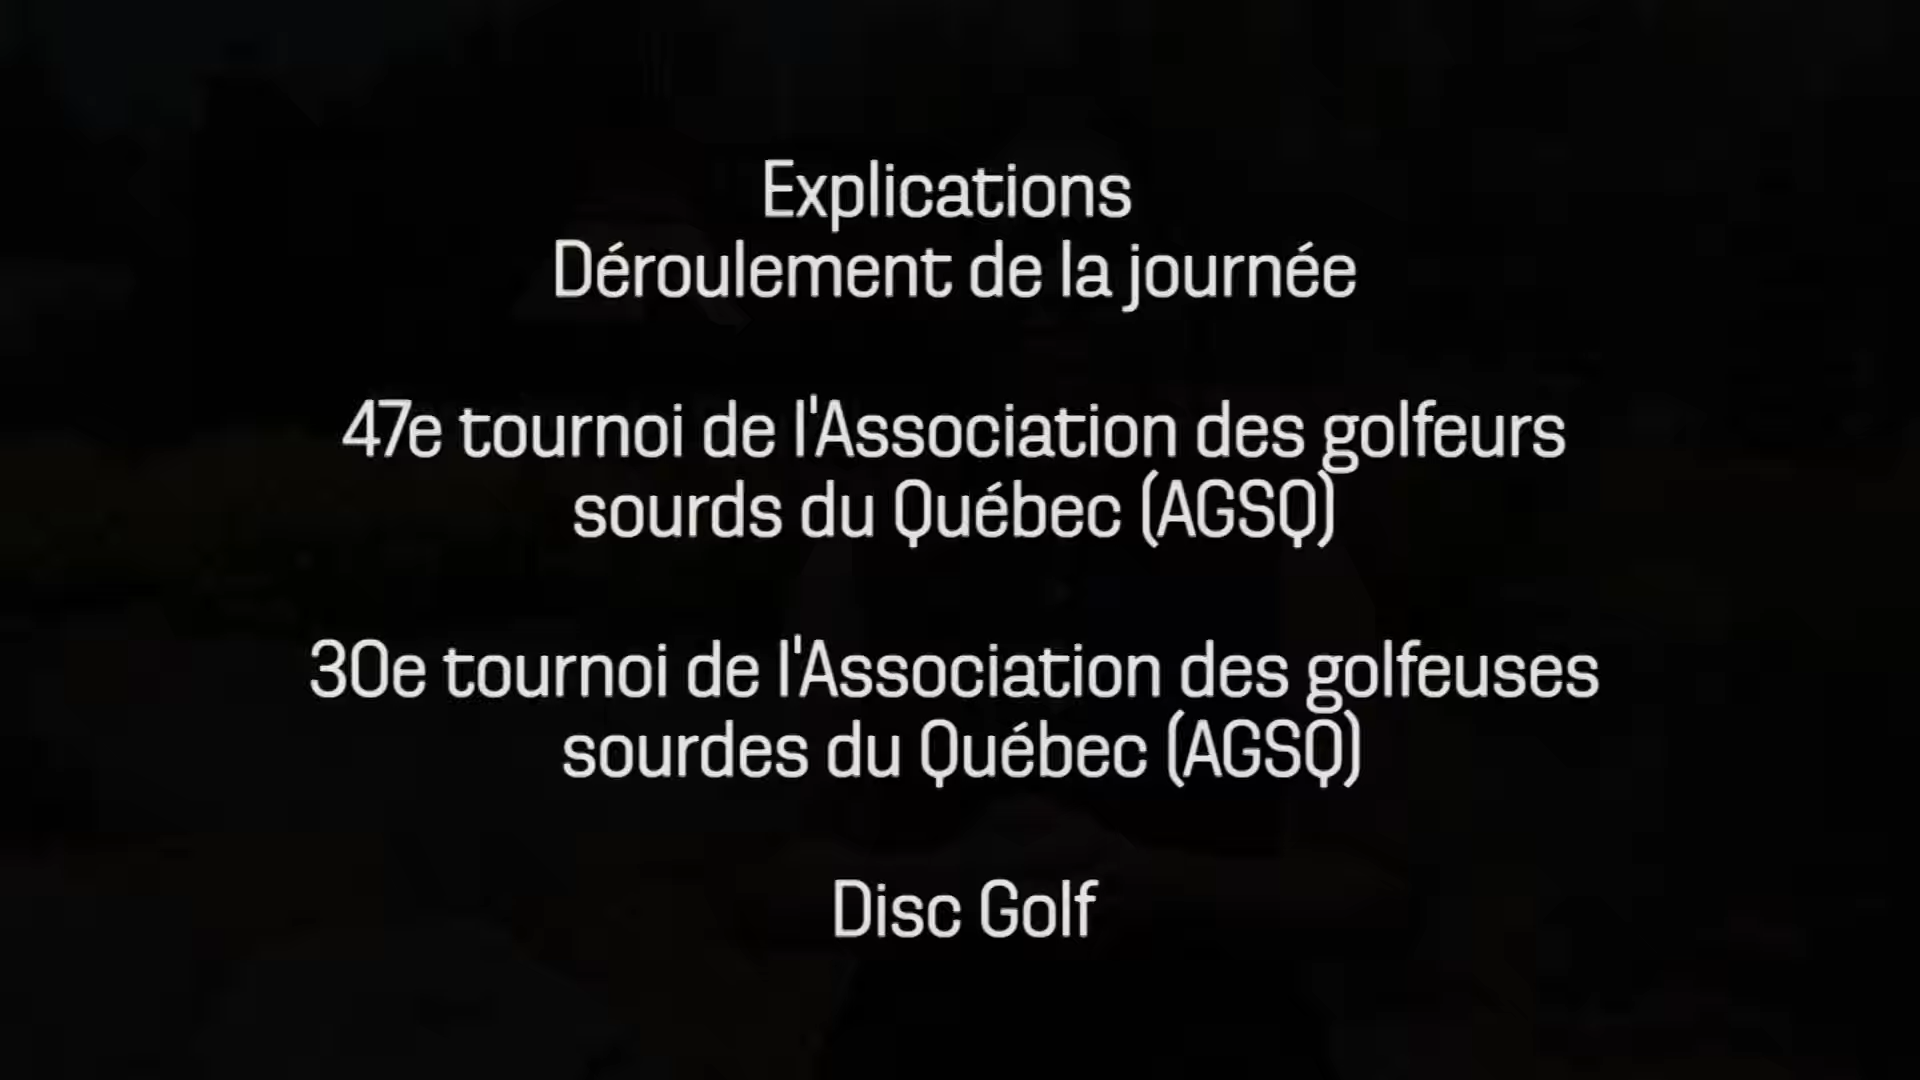 Explications
Déroulement de la journée
47e tournoi de l'Association des golfeurs
sourds du Québec (AGSQ)
30e tournoi de l'Association des golfeuses
sourdes du Québec (AGSQ)
Disc Golf